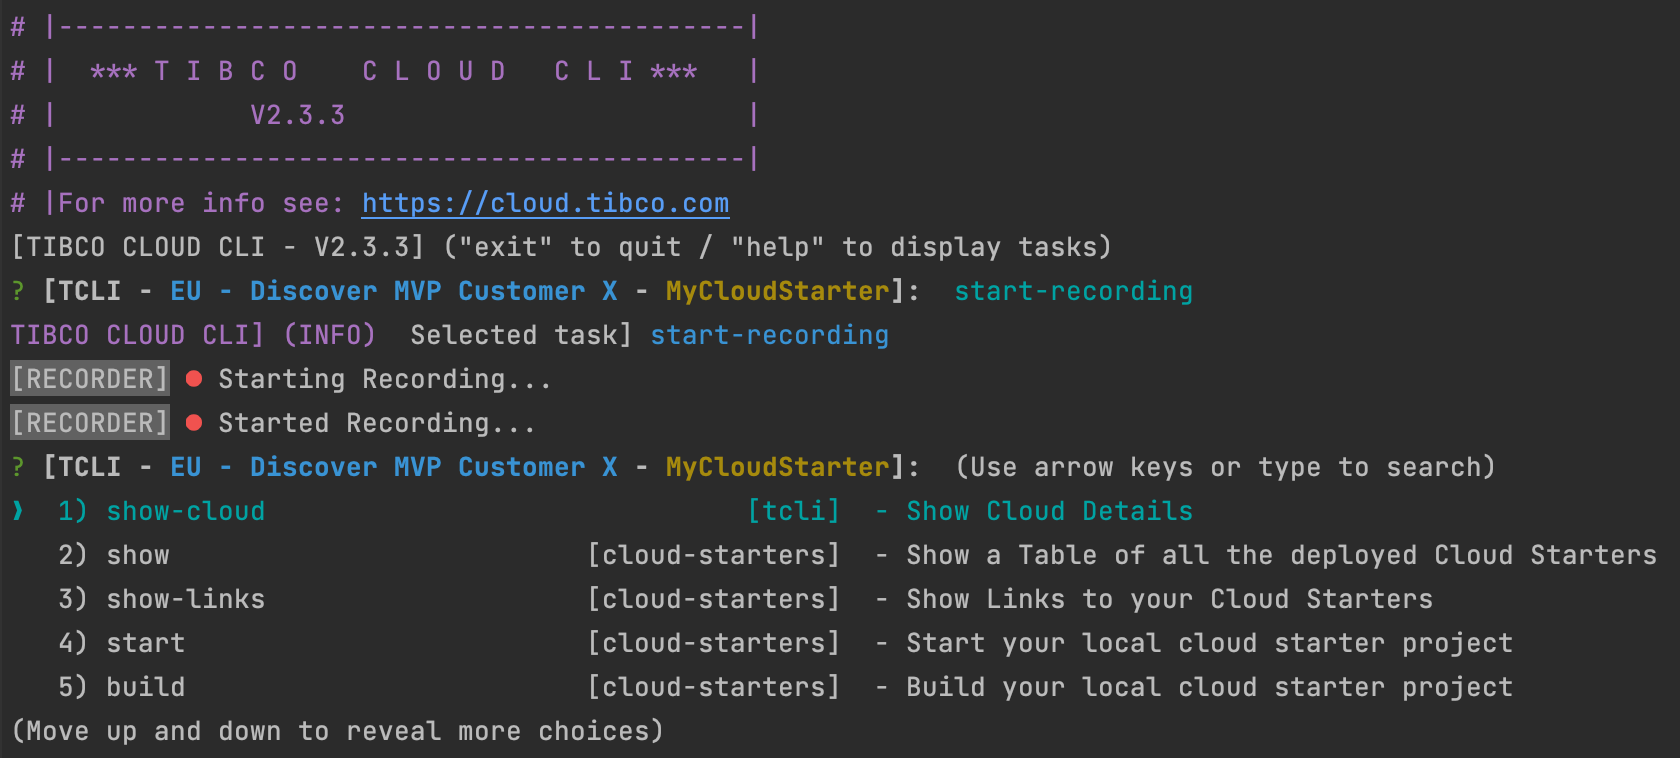 # |-------------------------------------------|
# |  *** T I B C O    C L O U D   C L I ***   |
# |            V2.3.3                         |
# |-------------------------------------------|
# |For more info see: https://cloud.tibco.com
[TIBCO CLOUD CLI - V2.3.3] ("exit" to quit / "help" to display tasks)
? [TCLI - EU - Discover MVP Customer X - MyCloudStarter]:  start-recording
TIBCO CLOUD CLI] (INFO)  Selected task] start-recording
[RECORDER] ● Starting Recording...
[RECORDER] ● Started Recording...
? [TCLI - EU - Discover MVP Customer X - MyCloudStarter]:  (Use arrow keys or type to search)
❯  1) show-cloud                              [tcli]  - Show Cloud Details
   2) show                          [cloud-starters]  - Show a Table of all the deployed Cloud Starters
   3) show-links                    [cloud-starters]  - Show Links to your Cloud Starters
   4) start                         [cloud-starters]  - Start your local cloud starter project
   5) build                         [cloud-starters]  - Build your local cloud starter project
(Move up and down to reveal more choices)